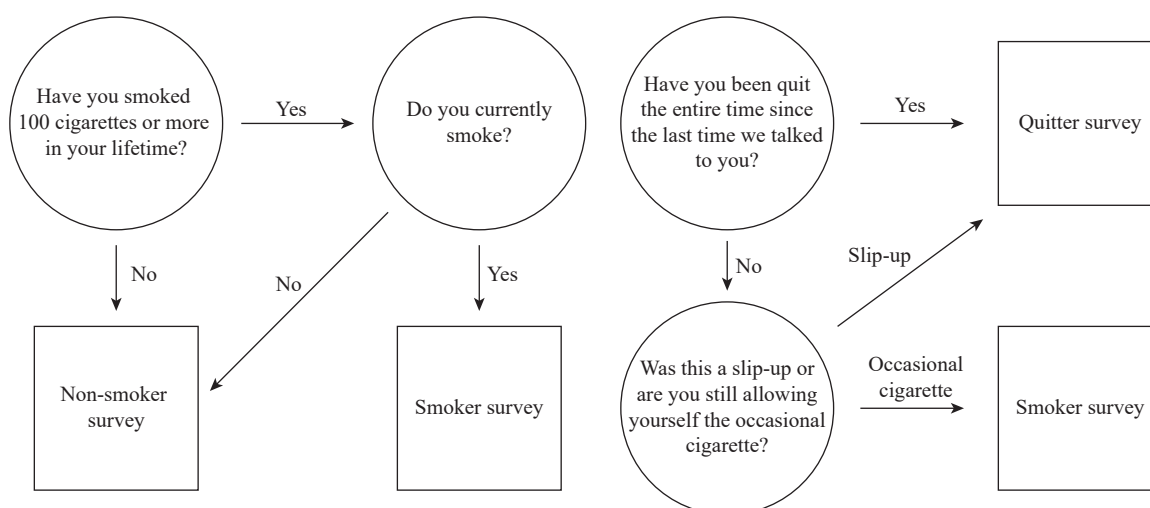 Have you smoked
100 cigarettes or more
in your lifetime?
Yes
Do you currently
smoke?
No
No
Yes
Non-smoker
survey
Smoker survey
Have you been quit
the entire time since
the last time we talked
to you?
Yes
Quitter survey
No
Slip-up
Was this a slip-up or
are you still allowing
yourself the occasional
cigarette?
Occasional
cigarette
Smoker survey